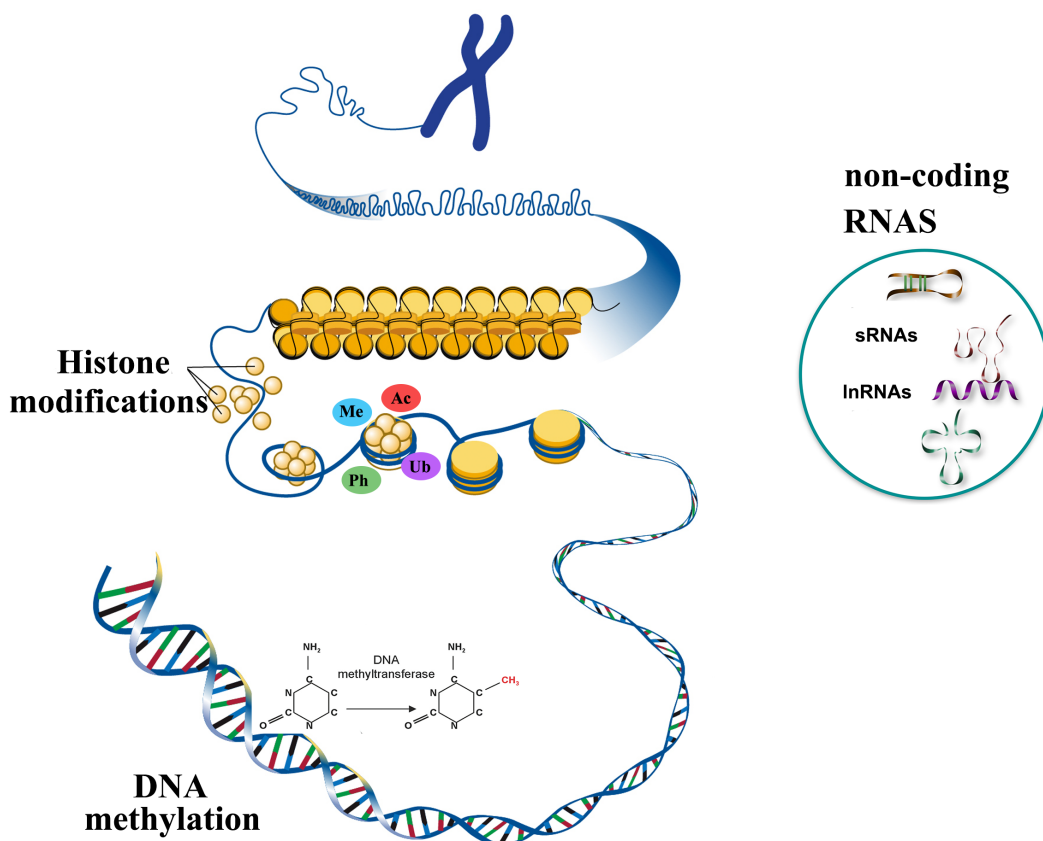 non-coding
RNAS
sRNAs
lnRNAs
Histone
modifications
Me
Ac
Ph
Ub
NH₂
C
N
C
C
C
O
N
DNA
methyltransferase
NH₂
C
CH₃
N
C
C
C
O
N
DNA
methylation